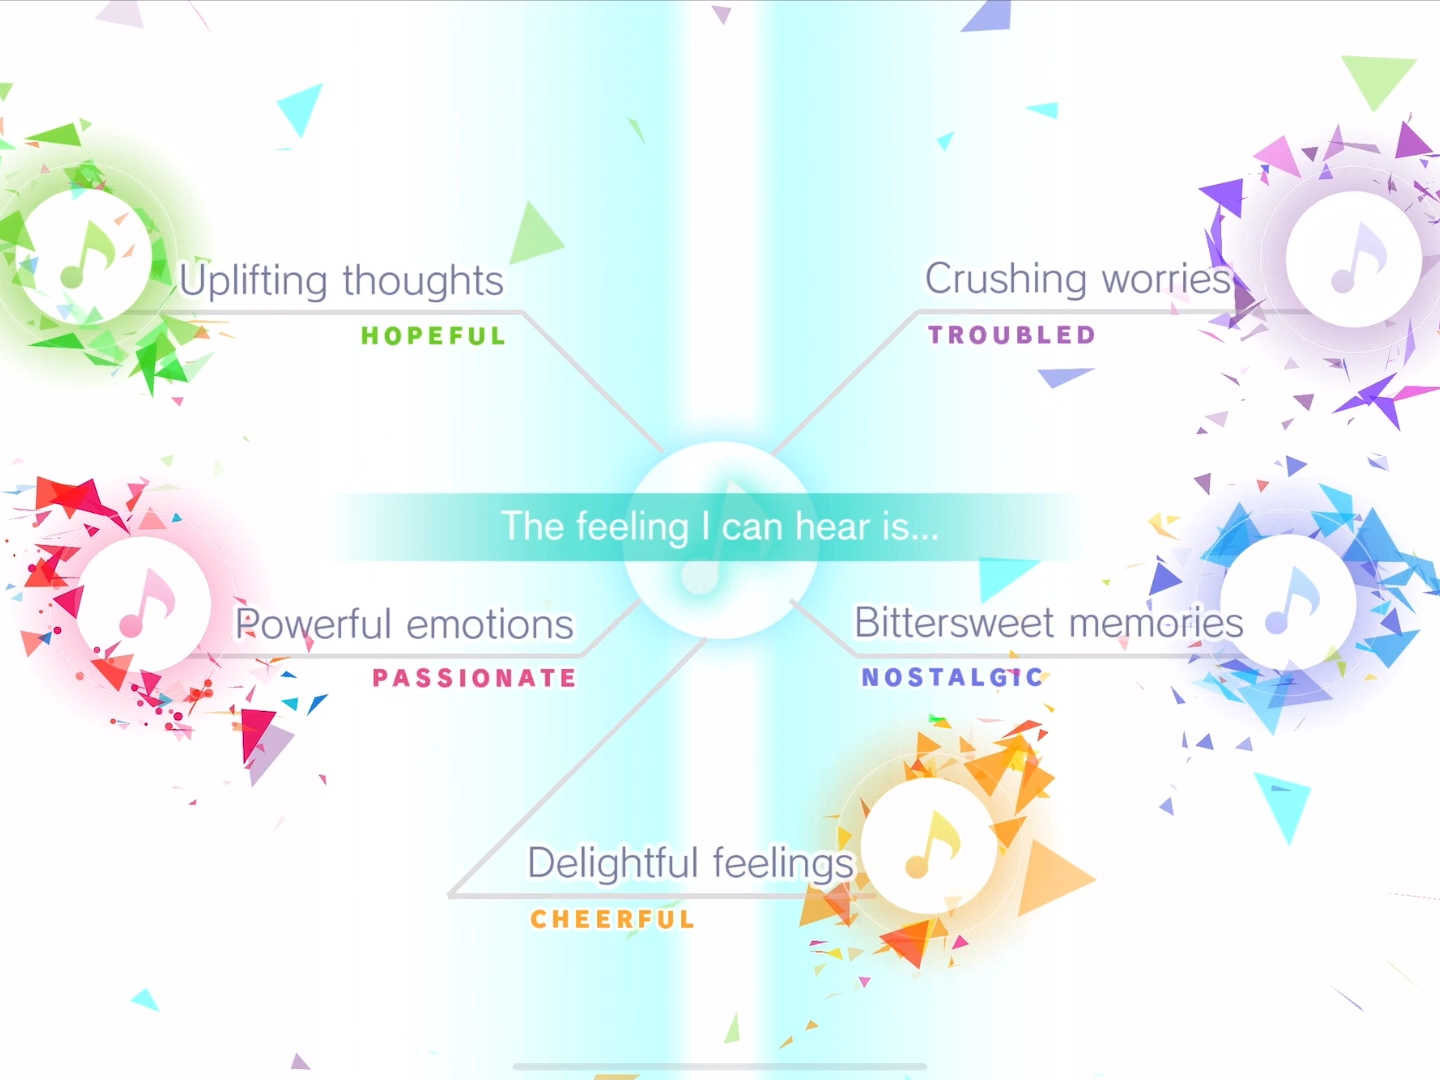 Uplifting thoughts
HOPEFUL
Crushing worries
TROUBLED
The feeling I can hear is...
Powerful emotions
PASSIONATE
Bittersweet memories
NOSTALGIC
Delightful feelings
CHEERFUL